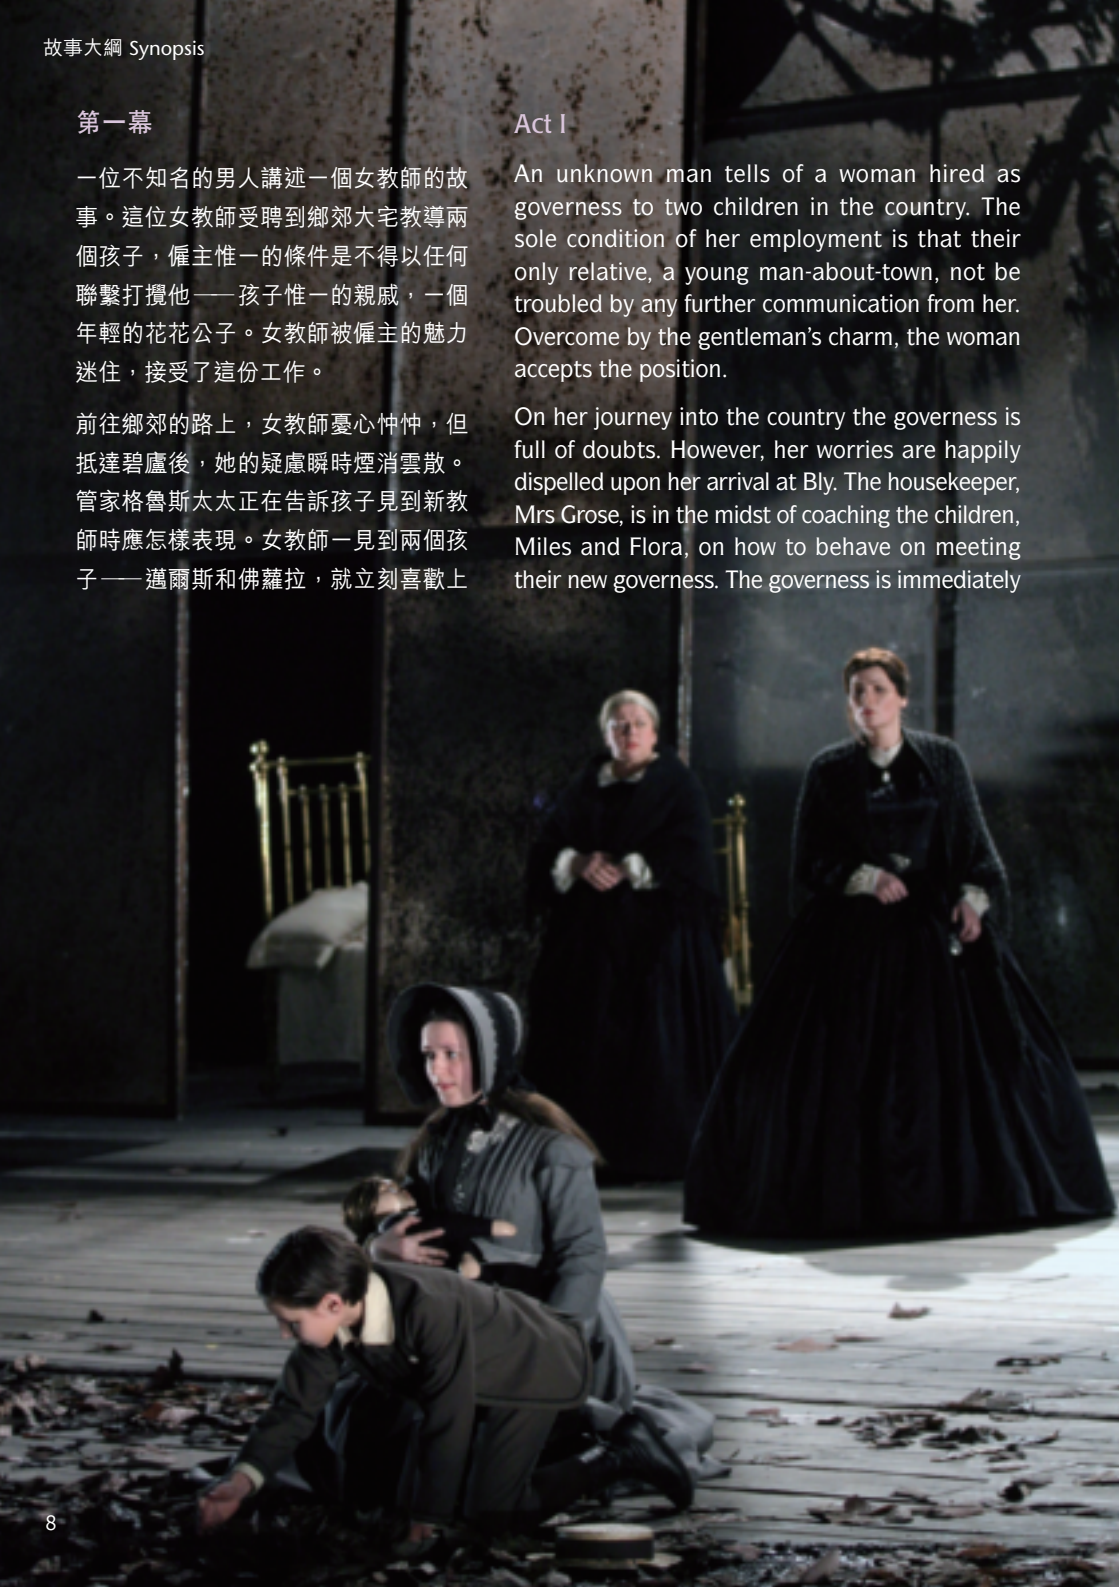 故事大綱 Synopsis
第一幕
一位不知名的男人講述一個女教師的故
事。這位女教師受聘到鄉郊大宅教導兩
個孩子，僱主惟一的條件是不得以任何
聯繫打攪他——孩子惟一的親戚，一個
年輕的花花公子。女教師被僱主的魅力
迷住，接受了這份工作。
前往鄉郊的路上，女教師憂心忡忡，但
抵達碧廬後，她的疑慮瞬時煙消雲散。
管家格魯斯太太正在告訴孩子見到新教
師時應怎樣表現。女教師一見到兩個孩
子——邁爾斯和佛蘿拉，就立刻喜歡上
Act I
An unknown man tells of a woman hired as
governess to two children in the country. The
sole condition of her employment is that their
only relative, a young man-about-town, not be
troubled by any further communication from her.
Overcome by the gentleman’s charm, the woman
accepts the position.
On her journey into the country the governess is
full of doubts. However, her worries are happily
dispelled upon her arrival at Bly. The housekeeper,
Mrs Grose, is in the midst of coaching the children,
Miles and Flora, on how to behave on meeting
their new governess. The governess is immediately
8